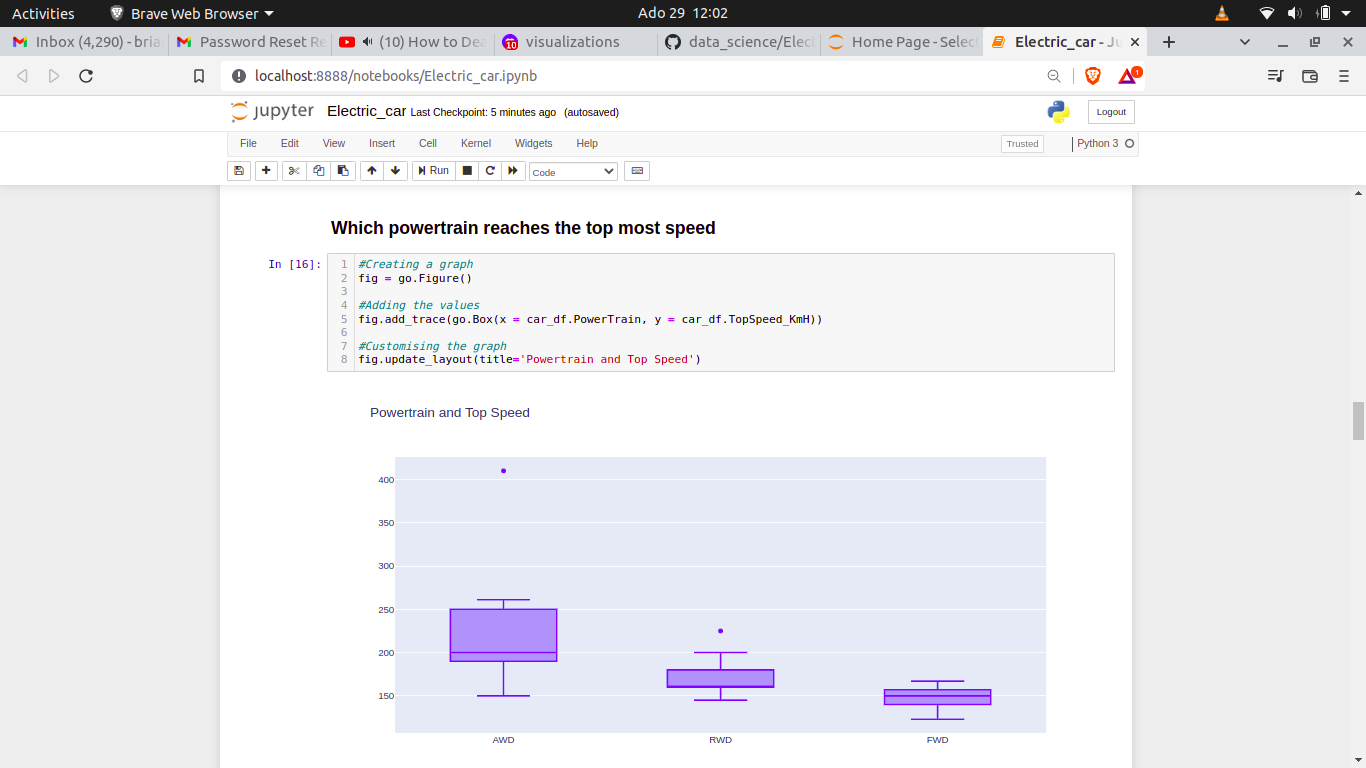 Activities Brave Web Browser Ado 29 12:02
Inbox (4,290) - bria Password Reset Re (10) How to Dea visualizations data_science/Elect Home Page - Select Electric_car - Ju
localhost:8888/notebooks/Electric_car.ipynb
jupyter Electric_car Last Checkpoint: 5 minutes ago (autosaved) Logout
File Edit View Insert Cell Kernel Widgets Help Trusted Python 3
Run Code
Which powertrain reaches the top most speed
In [16]: 1 #Creating a graph
2 fig = go.Figure()
3
4 #Adding the values
5 fig.add_trace(go.Box(x = car_df.PowerTrain, y = car_df.TopSpeed_KmH))
6
7 #Customising the graph
8 fig.update_layout(title='Powertrain and Top Speed')
Powertrain and Top Speed
400
350
300
250
200
150
AWD RWD FWD